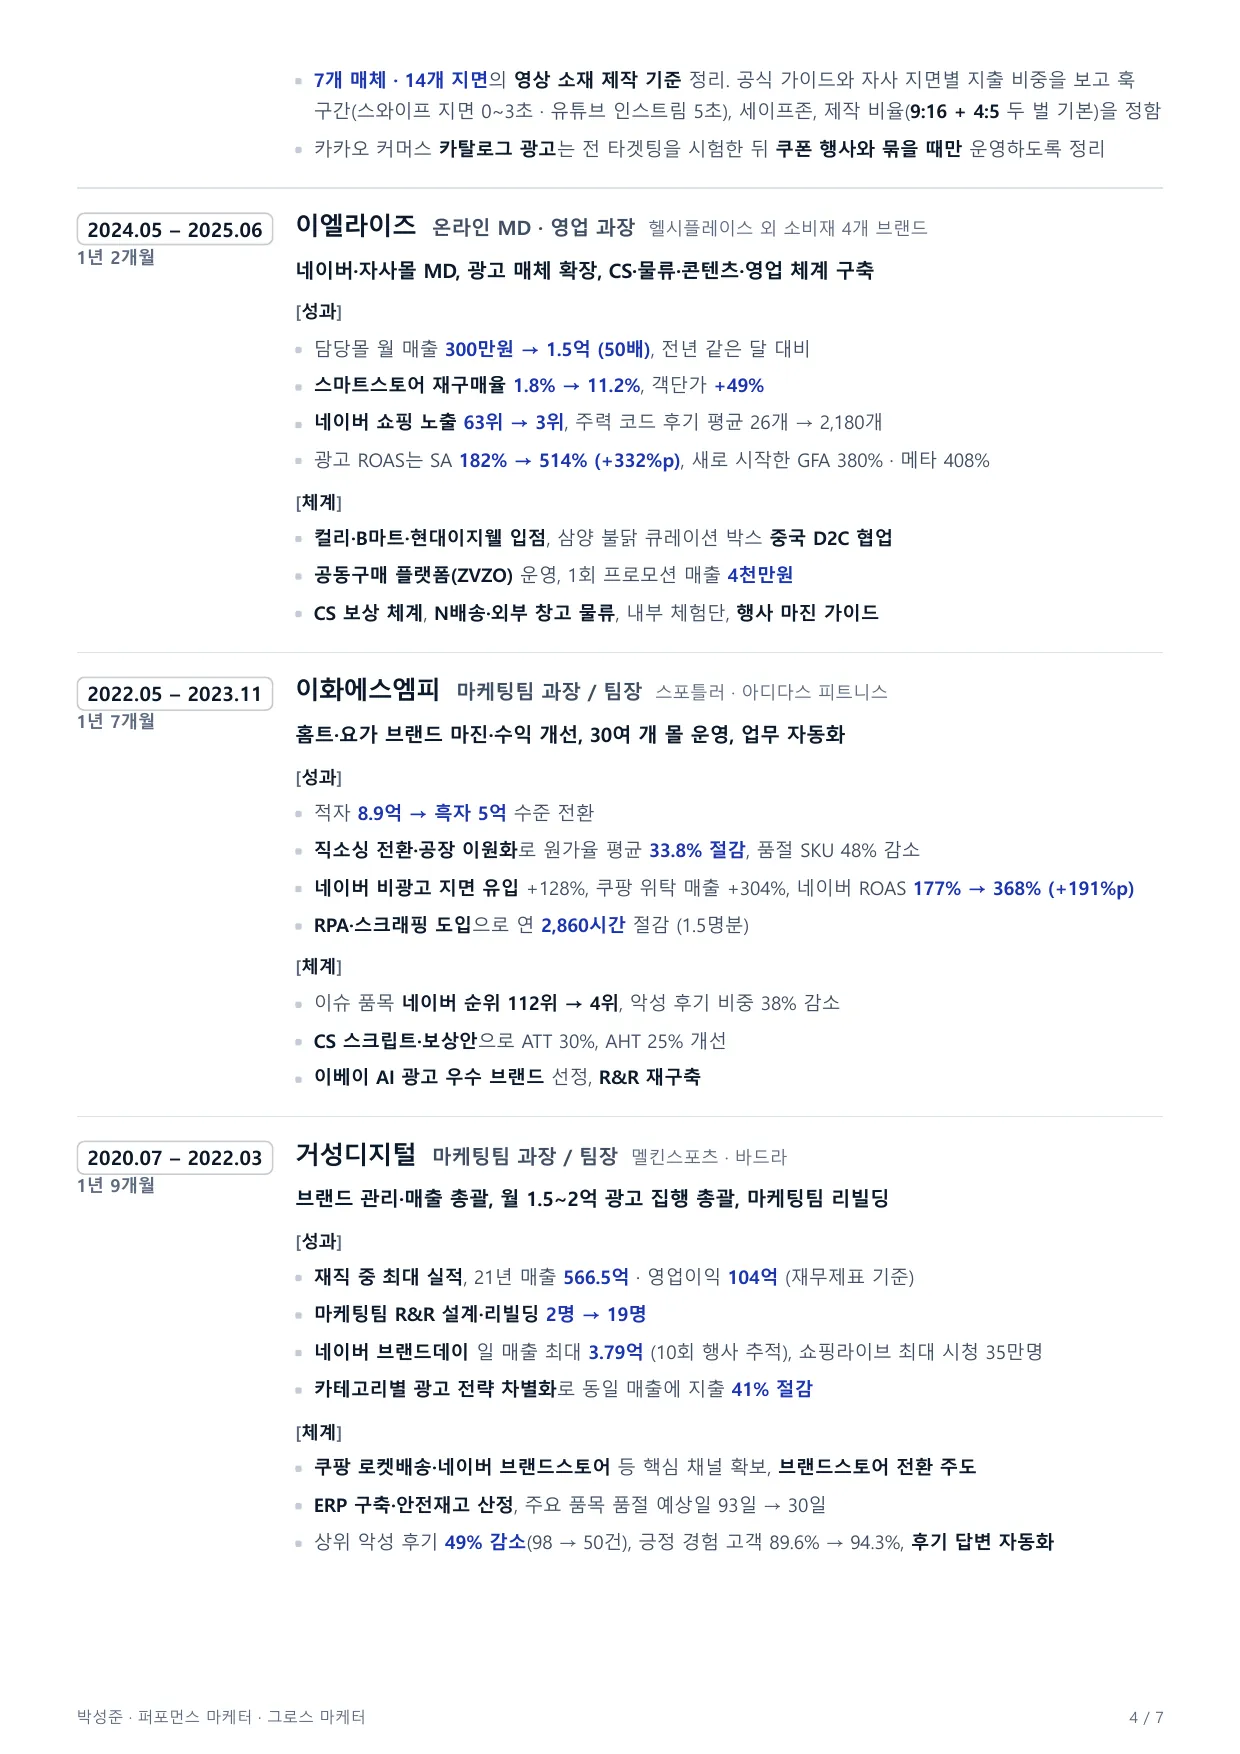 7개 매체 · 14개 지면의 영상 소재 제작 기준 정리. 공식 가이드와 자사 지면별 지출 비중을 보고 훅
구간(스와이프 지면 0~3초 · 유튜브 인스트림 5초), 세이프존, 제작 비율(9:16 + 4:5 두 벌 기본)을 정함
카카오 커머스 카탈로그 광고는 전 타겟팅을 시험한 뒤 쿠폰 행사와 묶을 때만 운영하도록 정리
2024.05 – 2025.06
1년 2개월
이엘라이즈 온라인 MD · 영업 과장 헬시플레이스 외 소비재 4개 브랜드
네이버·자사몰 MD, 광고 매체 확장, CS·물류·콘텐츠·영업 체계 구축
[성과]
담당몰 월 매출 300만원 → 1.5억 (50배), 전년 같은 달 대비
스마트스토어 재구매율 1.8% → 11.2%, 객단가 +49%
네이버 쇼핑 노출 63위 → 3위, 주력 코드 후기 평균 26개 → 2,180개
광고 ROAS는 SA 182% → 514% (+332%p), 새로 시작한 GFA 380% · 메타 408%
[체계]
컬리·B마트·현대이지웰 입점, 삼양 불닭 큐레이션 박스 중국 D2C 협업
공동구매 플랫폼(ZVZO) 운영, 1회 프로모션 매출 4천만원
CS 보상 체계, N배송·외부 창고 물류, 내부 체험단, 행사 마진 가이드
2022.05 – 2023.11
1년 7개월
이화에스엠피 마케팅팀 과장 / 팀장 스포틀러 · 아디다스 피트니스
홈트·요가 브랜드 마진·수익 개선, 30여 개 몰 운영, 업무 자동화
[성과]
적자 8.9억 → 흑자 5억 수준 전환
직소싱 전환·공장 이원화로 원가율 평균 33.8% 절감, 품절 SKU 48% 감소
네이버 비광고 지면 유입 +128%, 쿠팡 위탁 매출 +304%, 네이버 ROAS 177% → 368% (+191%p)
RPA·스크래핑 도입으로 연 2,860시간 절감 (1.5명분)
[체계]
이슈 품목 네이버 순위 112위 → 4위, 악성 후기 비중 38% 감소
CS 스크립트·보상안으로 ATT 30%, AHT 25% 개선
이베이 AI 광고 우수 브랜드 선정, R&R 재구축
2020.07 – 2022.03
1년 9개월
거성디지털 마케팅팀 과장 / 팀장 멜킨스포츠 · 바드라
브랜드 관리·매출 총괄, 월 1.5~2억 광고 집행 총괄, 마케팅팀 리빌딩
[성과]
재직 중 최대 실적, 21년 매출 566.5억 · 영업이익 104억 (재무제표 기준)
마케팅팀 R&R 설계·리빌딩 2명 → 19명
네이버 브랜드데이 일 매출 최대 3.79억 (10회 행사 추적), 쇼핑라이브 최대 시청 35만명
카테고리별 광고 전략 차별화로 동일 매출에 지출 41% 절감
[체계]
쿠팡 로켓배송·네이버 브랜드스토어 등 핵심 채널 확보, 브랜드스토어 전환 주도
ERP 구축·안전재고 산정, 주요 품목 품절 예상일 93일 → 30일
상위 악성 후기 49% 감소(98 → 50건), 긍정 경험 고객 89.6% → 94.3%, 후기 답변 자동화
박성준 · 퍼포먼스 마케터 · 그로스 마케터
4 / 7